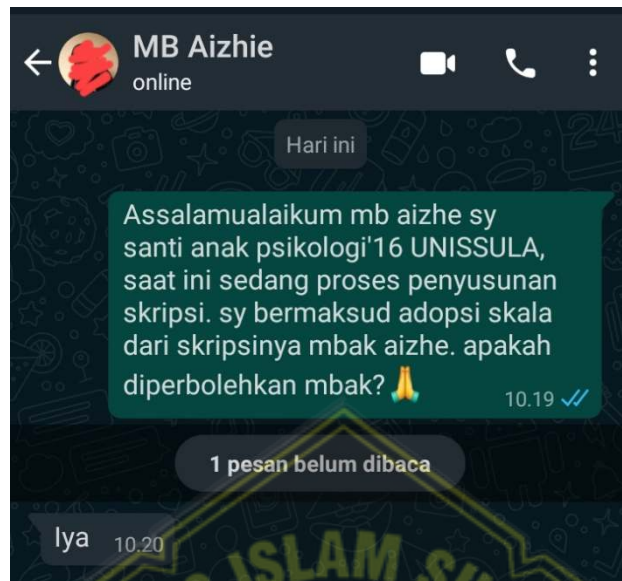 MB Aizhie
online
Hari ini
Assalamualaikum mb aizhe sy
santi anak psikologi'16 UNISSULA,
saat ini sedang proses penyusunan
skripsi. sy bermaksud adopsi skala
dari skripsinya mbak aizhe. apakah
diperbolehkan mbak?🙏
10.19
1 pesan belum dibaca
Iya 10.20
ISLAM